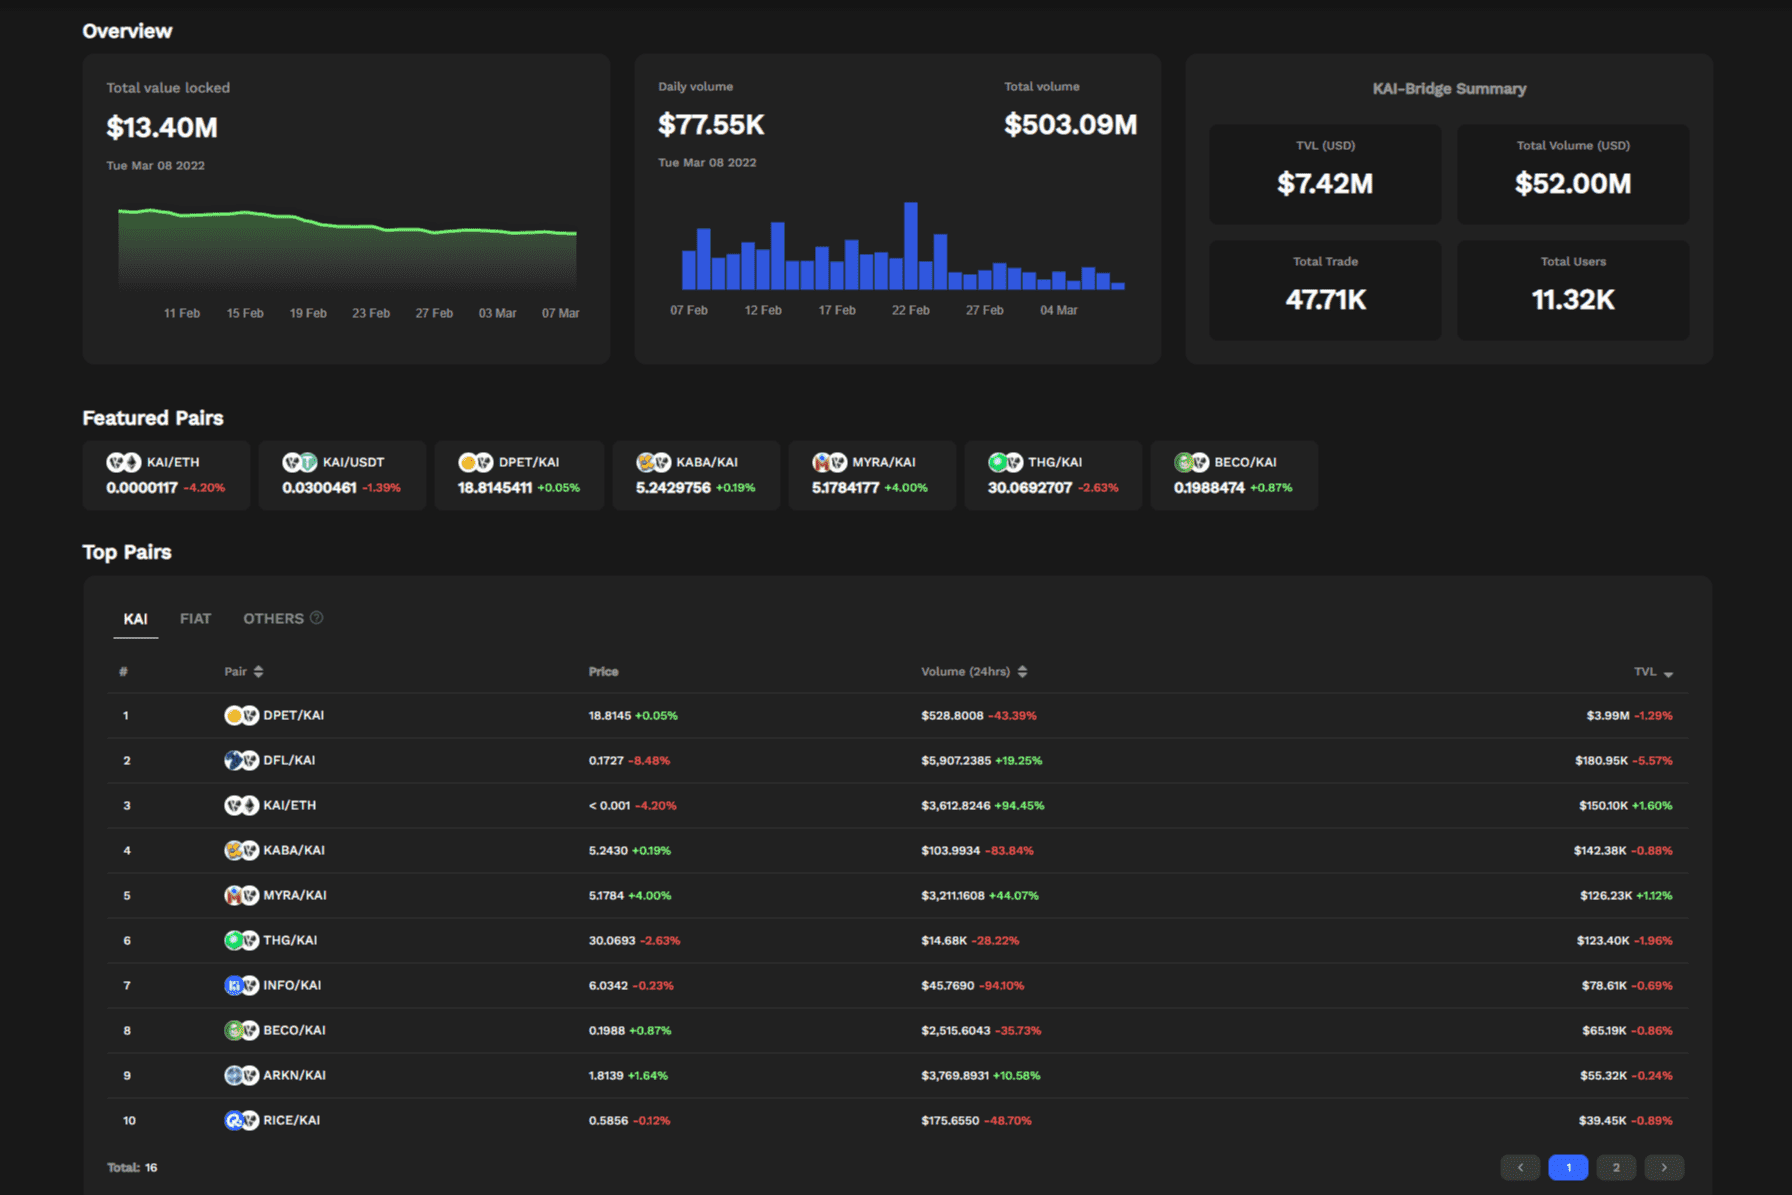 Overview
Total value locked
$13.40M
Tue Mar 08 2022
11 Feb 15 Feb 19 Feb 23 Feb 27 Feb 03 Mar 07 Mar
Daily volume Total volume
$77.55K $503.09M
Tue Mar 08 2022
07 Feb 12 Feb 17 Feb 22 Feb 27 Feb 04 Mar
KAI-Bridge Summary
TVL (USD) Total Volume (USD)
$7.42M $52.00M
Total Trade Total Users
47.71K 11.32K
Featured Pairs
KAI/ETH KAI/USDT DPET/KAI KABA/KAI MYRA/KAI THG/KAI BECO/KAI
0.0000117 -4.20% 0.0300461 -1.39% 18.8145411 +0.05% 5.2429756 +0.19% 5.1784177 +4.00% 30.0692707 -2.63% 0.1988474 +0.87%
Top Pairs
KAI FIAT OTHERS ?
# Pair Price Volume (24hrs) TVL
1 DPET/KAI 18.8145 +0.05% $528.8008 -43.39% $3.99M -1.29%
2 DFL/KAI 0.1727 -8.48% $5,907.2385 +19.25% $180.95K -5.57%
3 KAI/ETH < 0.001 -4.20% $3,612.8246 +94.45% $150.10K +1.60%
4 KABA/KAI 5.2430 +0.19% $103.9934 -83.84% $142.38K -0.88%
5 MYRA/KAI 5.1784 +4.00% $3,211.1608 +44.07% $126.23K +1.12%
6 THG/KAI 30.0693 -2.63% $14.68K -28.22% $123.40K -1.96%
7 INFO/KAI 6.0342 -0.23% $45.7690 -94.10% $78.61K -0.69%
8 BECO/KAI 0.1988 +0.87% $2,515.6043 -35.73% $65.19K -0.86%
9 ARKN/KAI 1.8139 +1.64% $3,769.8931 +10.58% $55.32K -0.24%
10 RICE/KAI 0.5856 -0.12% $175.6550 -48.70% $39.45K -0.89%
Total: 16
< 1 2 >